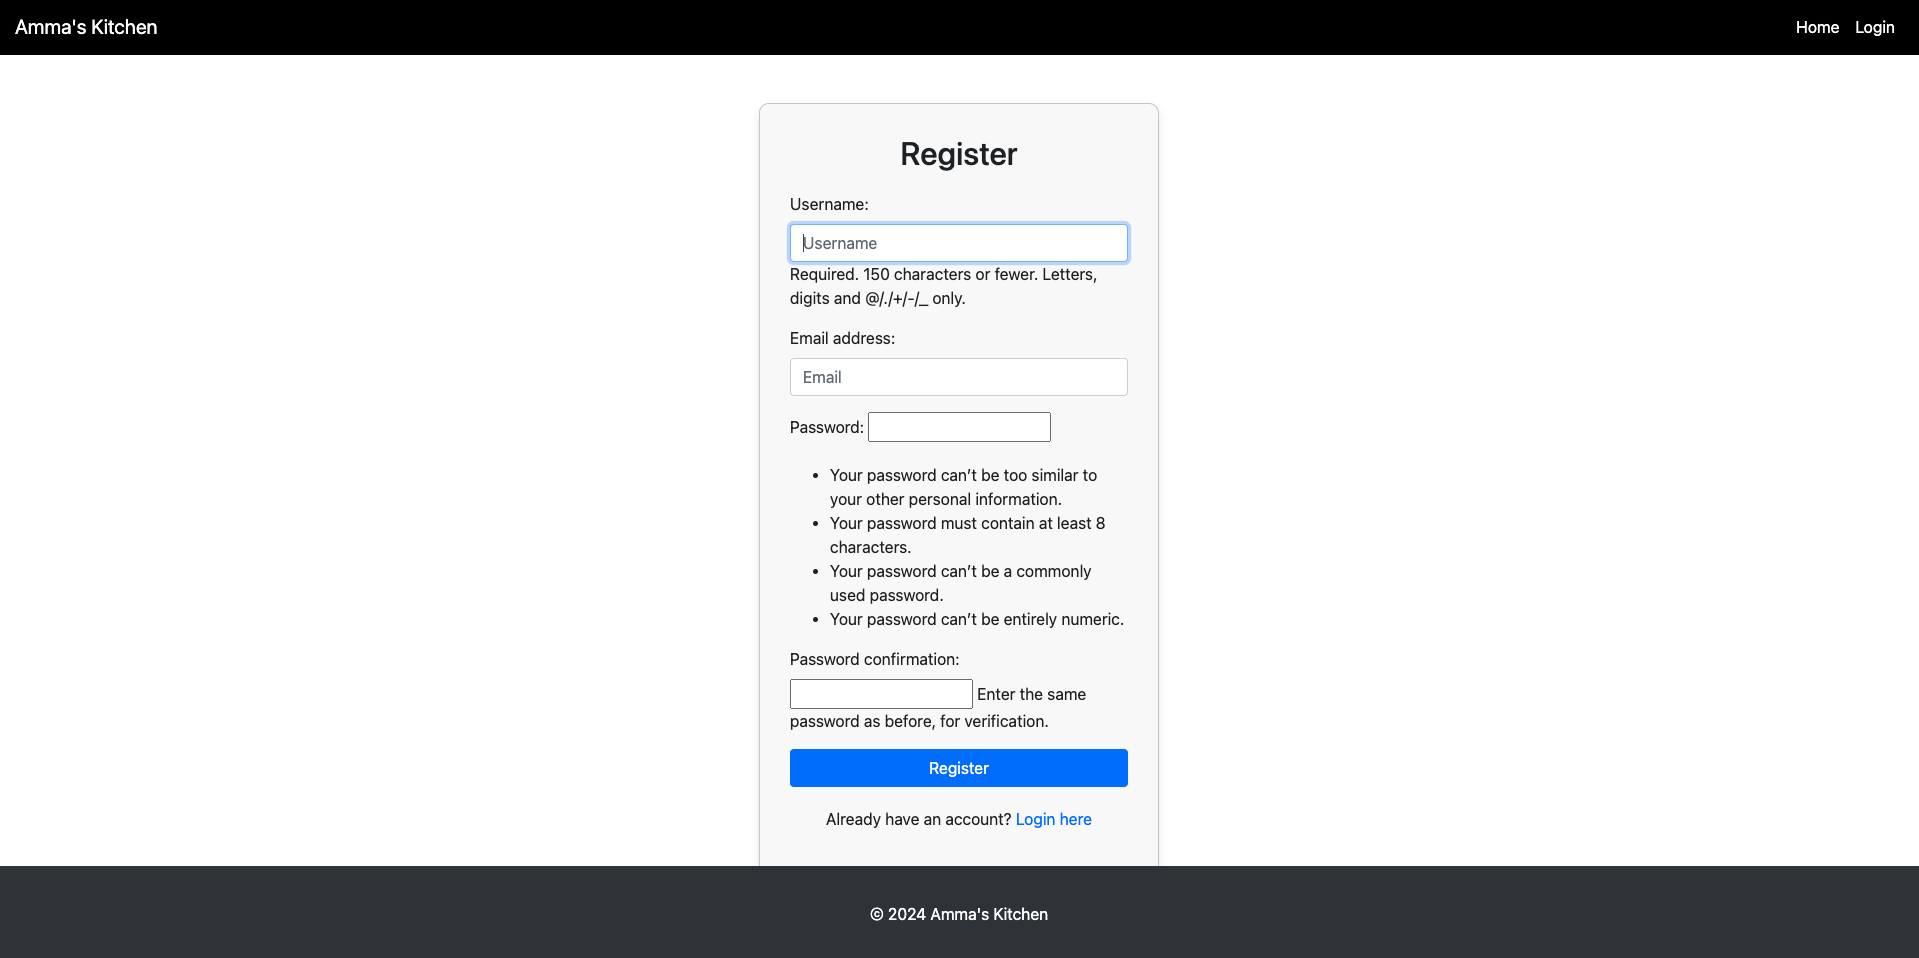 Amma's Kitchen
Home Login
Register
Username:
Username
Required. 150 characters or fewer. Letters,
digits and @/./+/-/_ only.
Email address:
Email
Password:
• Your password can’t be too similar to
your other personal information.
• Your password must contain at least 8
characters.
• Your password can’t be a commonly
used password.
• Your password can’t be entirely numeric.
Password confirmation:
Enter the same
password as before, for verification.
Register
Already have an account? Login here
© 2024 Amma's Kitchen